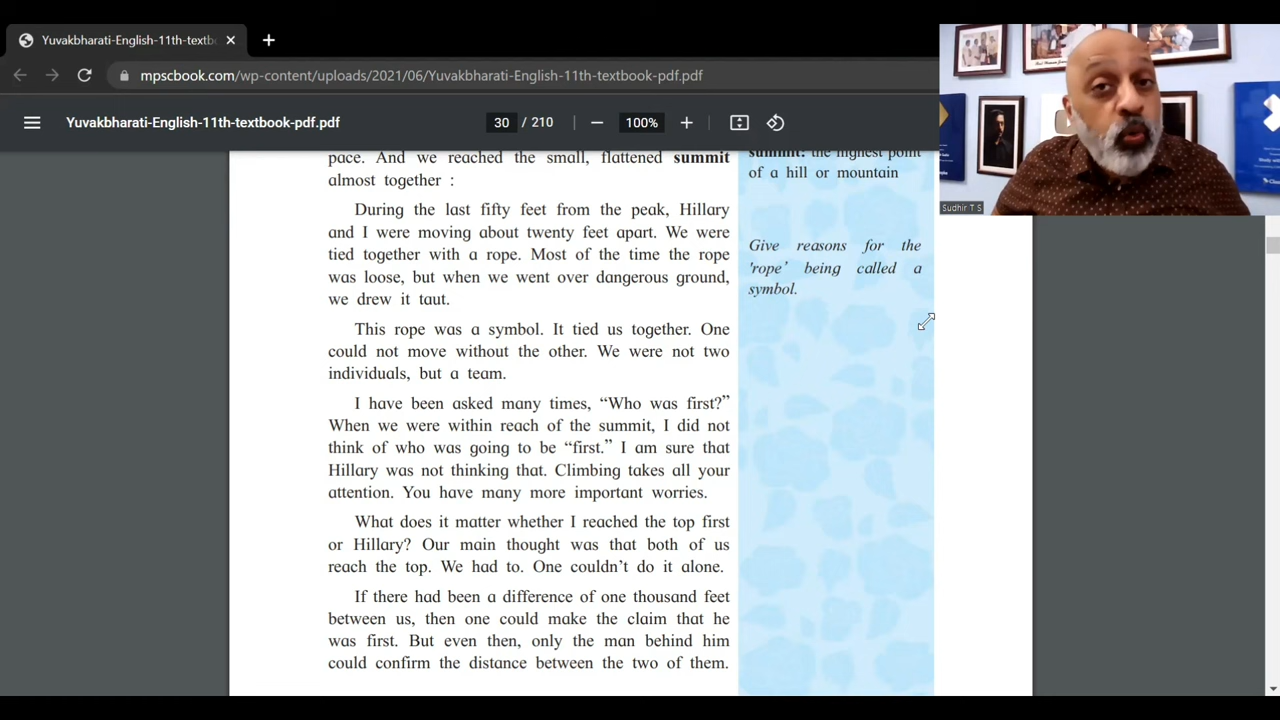 Yuvakbharati-English-11th-textb
mpscbook.com/wp-content/uploads/2021/06/Yuvakbharati-English-11th-textbook-pdf.pdf
Yuvakbharati-English-11th-textbook-pdf.pdf
30 / 210
100%
pace. And we reached the small, flattened summit
almost together :
During the last fifty feet from the peak, Hillary
and I were moving about twenty feet apart. We were
tied together with a rope. Most of the time the rope
was loose, but when we went over dangerous ground,
we drew it taut.
This rope was a symbol. It tied us together. One
could not move without the other. We were not two
individuals, but a team.
I have been asked many times, “Who was first?”
When we were within reach of the summit, I did not
think of who was going to be “first.” I am sure that
Hillary was not thinking that. Climbing takes all your
attention. You have many more important worries.
What does it matter whether I reached the top first
or Hillary? Our main thought was that both of us
reach the top. We had to. One couldn’t do it alone.
If there had been a difference of one thousand feet
between us, then one could make the claim that he
was first. But even then, only the man behind him
could confirm the distance between the two of them.
summit: the highest point
of a hill or mountain
Give reasons for the
'rope’ being called a
symbol.
Sudhir T S